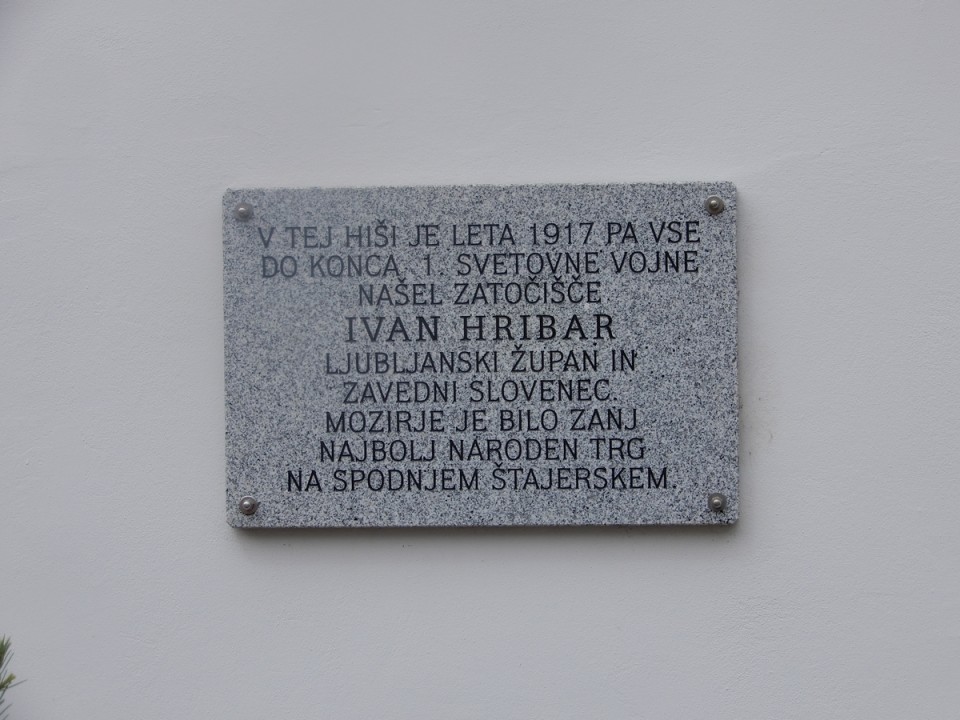 V TEJ HIŠI JE LETA 1917 PA VSE
DO KONCA 1. SVETOVNE VOJNE
NAŠEL ZATOČIŠČE
IVAN HRIBAR
LJUBLJANSKI ŽUPAN IN
ZAVEDNI SLOVENEC.
MOZIRJE JE BILO ZANJ
NAJBOLJ NARODEN TRG
NA SPODNJEM ŠTAJERSKEM.